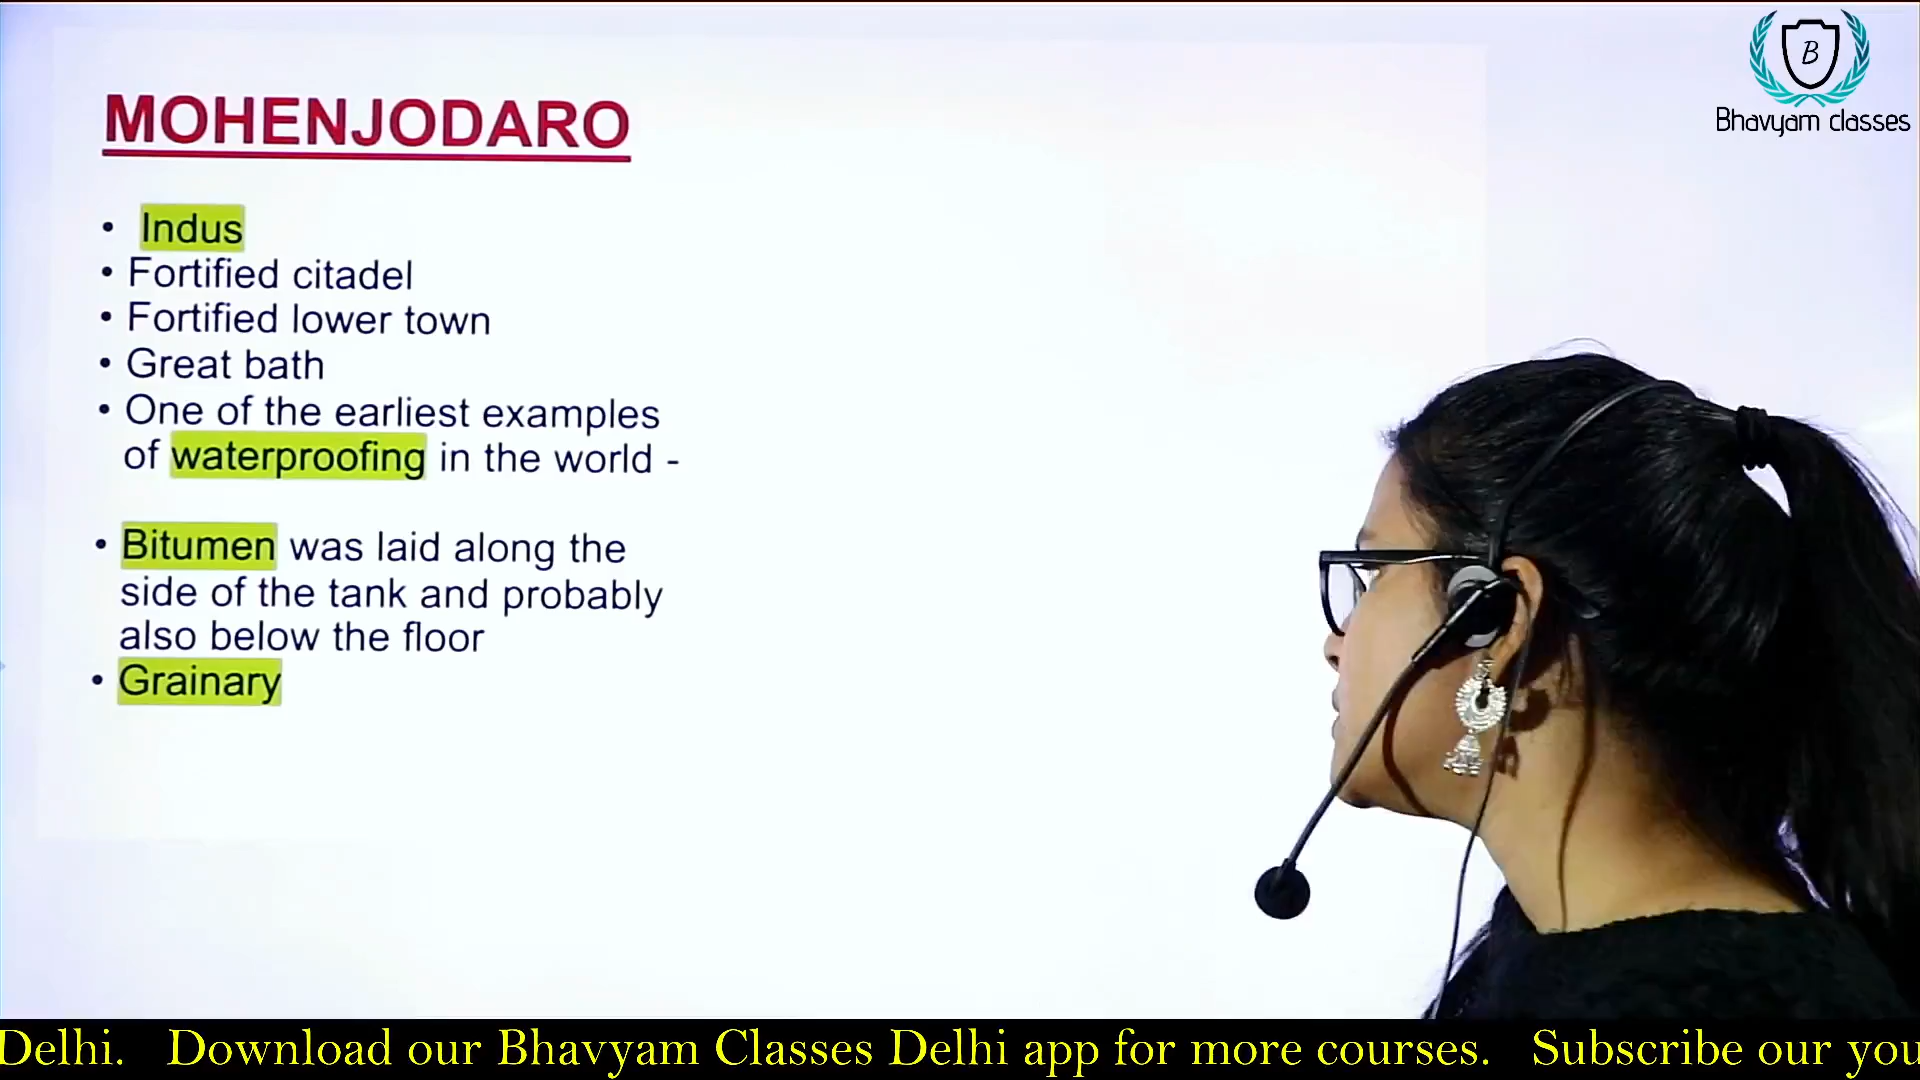 B
Bhavyam classes
MOHENJODARO
• Indus
• Fortified citadel
• Fortified lower town
• Great bath
• One of the earliest examples
of waterproofing in the world -
• Bitumen was laid along the
side of the tank and probably
also below the floor
• Grainary
Delhi. Download our Bhavyam Classes Delhi app for more courses. Subscribe our you